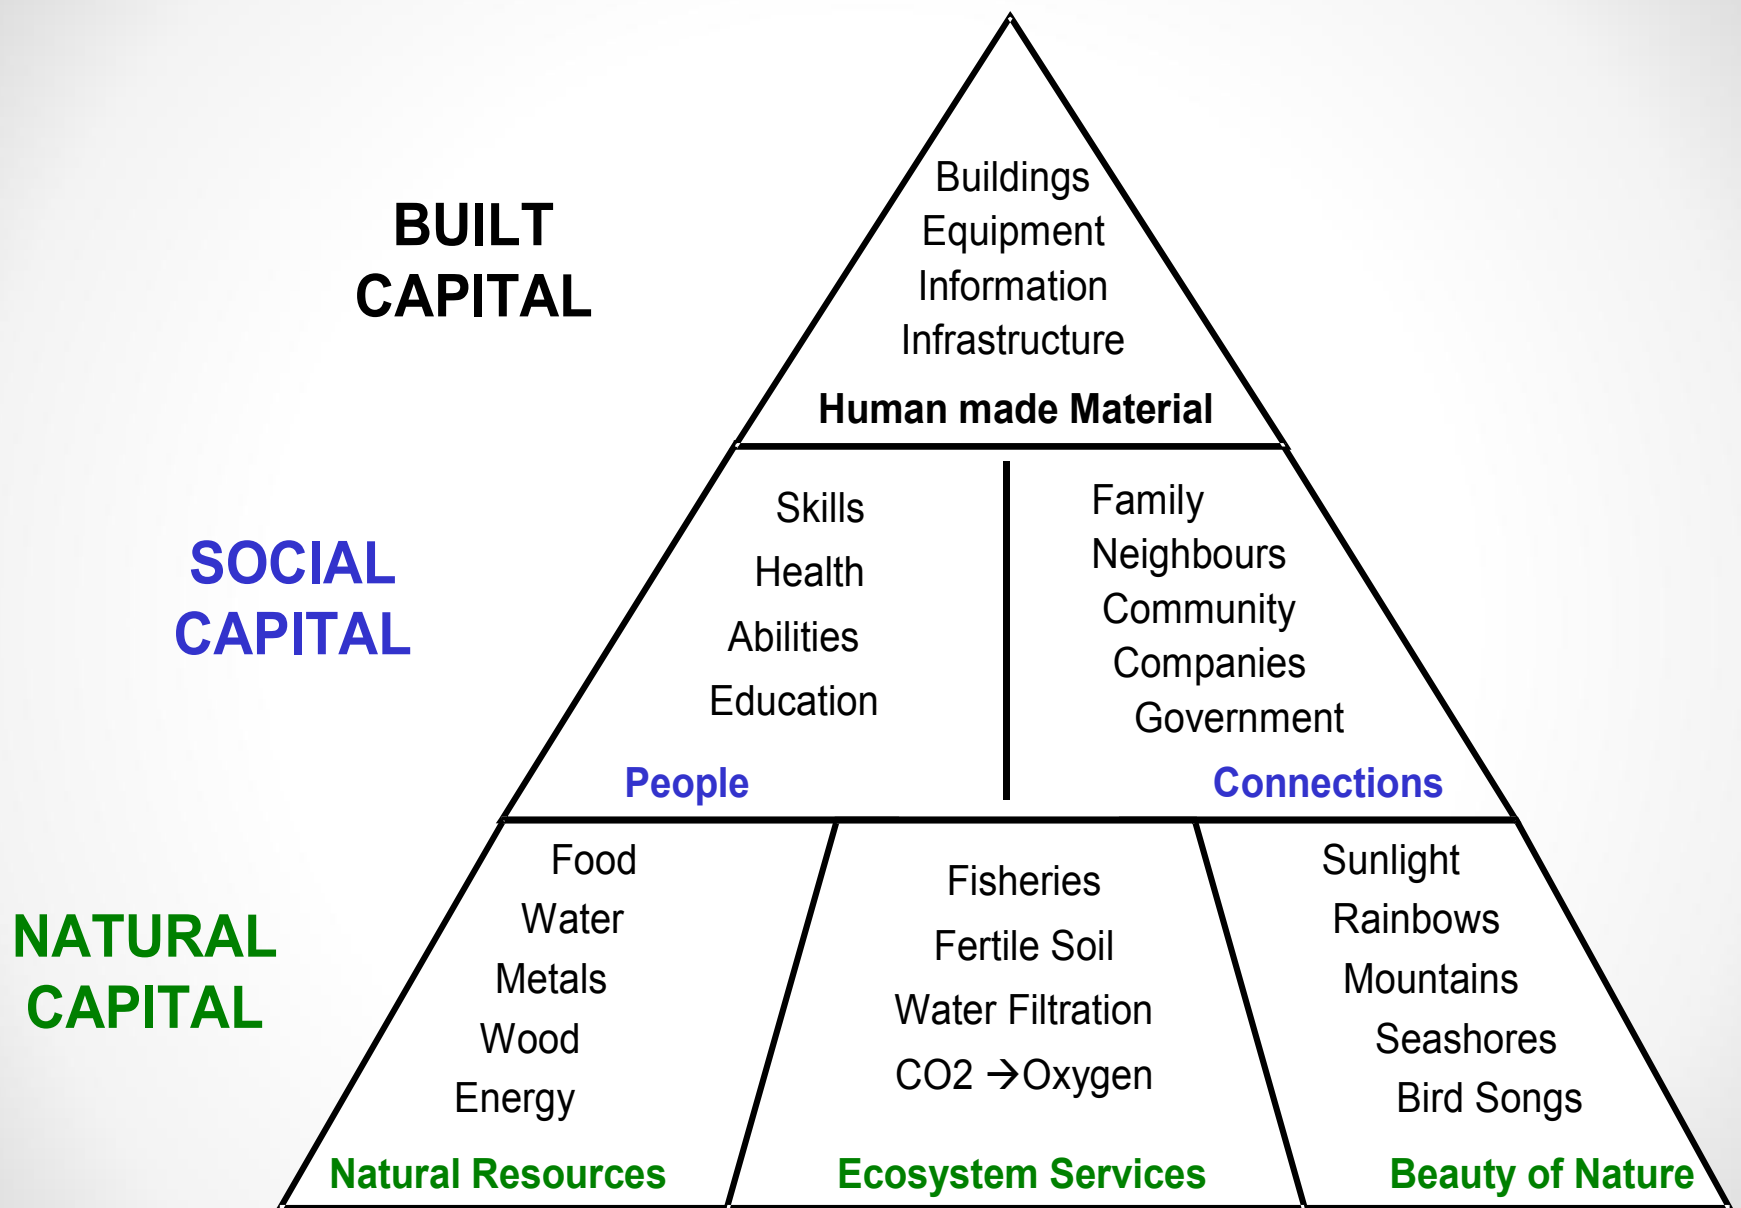 BUILT
CAPITAL
Buildings
Equipment
Information
Infrastructure
Human made Material
SOCIAL
CAPITAL
Skills
Health
Abilities
Education
People
Family
Neighbours
Community
Companies
Government
Connections
NATURAL
CAPITAL
Food
Water
Metals
Wood
Energy
Natural Resources
Fisheries
Fertile Soil
Water Filtration
CO2 →Oxygen
Ecosystem Services
Sunlight
Rainbows
Mountains
Seashores
Bird Songs
Beauty of Nature